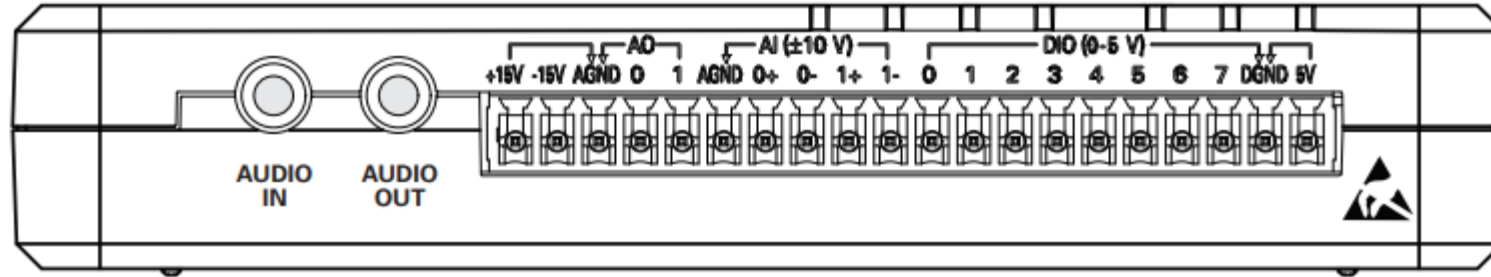 AO AI (±10 V) DIO (0-5 V)
+15V -15V AGND 0 1 AGND 0+ 0- 1+ 1- 0 1 2 3 4 5 6 7 DGND 5V
AUDIO IN
AUDIO OUT